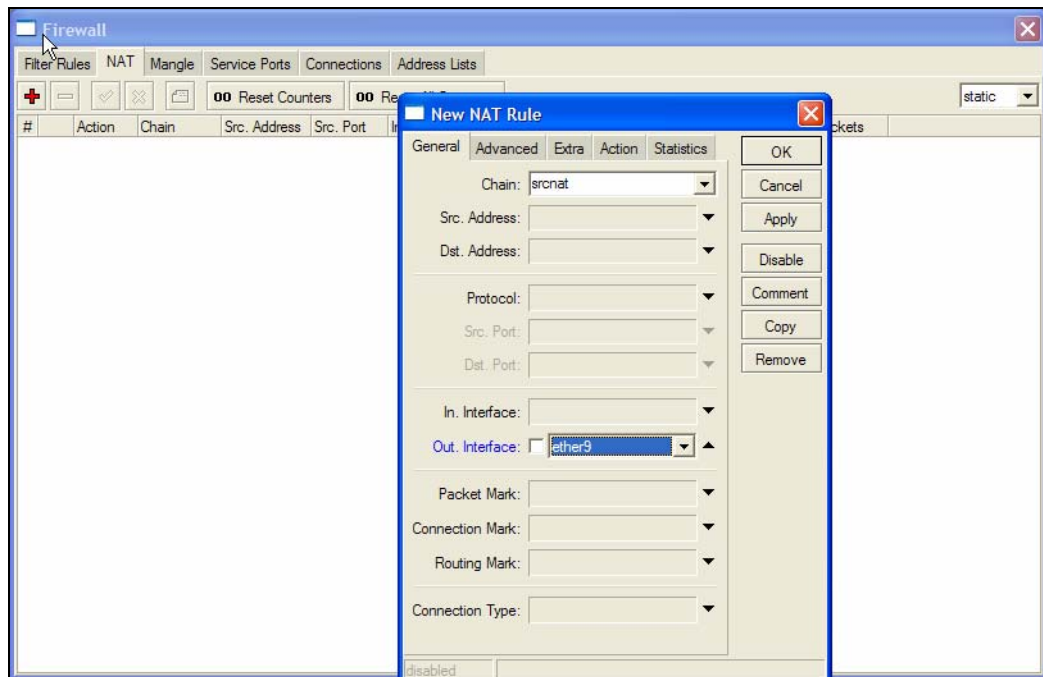 Firewall
Filter Rules NAT Mangle Service Ports Connections Address Lists
00 Reset Counters 00 static
# Action Chain Src. Address Src. Port
New NAT Rule
General Advanced Extra Action Statistics
Chain: srcnat
Src. Address:
Dst. Address:
Protocol:
Src. Port:
Dst. Port:
In. Interface:
Out. Interface: ether9
Packet Mark:
Connection Mark:
Routing Mark:
Connection Type:
disabled
OK
Cancel
Apply
Disable
Comment
Copy
Remove